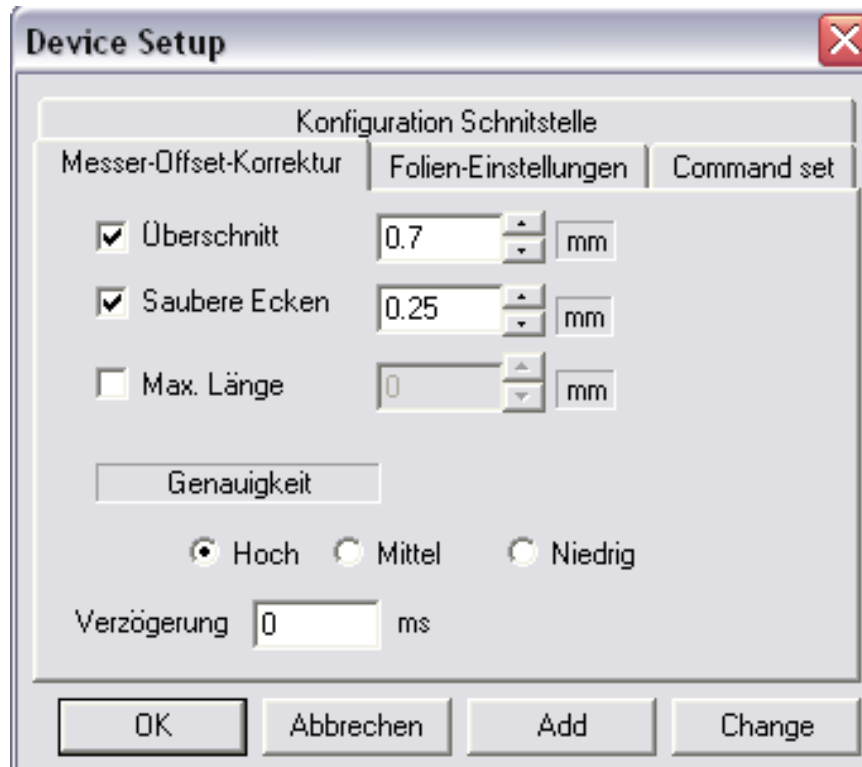 Device Setup
Konfiguration Schnitstelle
Messer-Offset-Korrektur Folien-Einstellungen Command set
Überschnitt 0.7 mm
Saubere Ecken 0.25 mm
Max. Länge 0 mm
Genauigkeit
Hoch Mittel Niedrig
Verzögerung 0 ms
OK Abbrechen Add Change